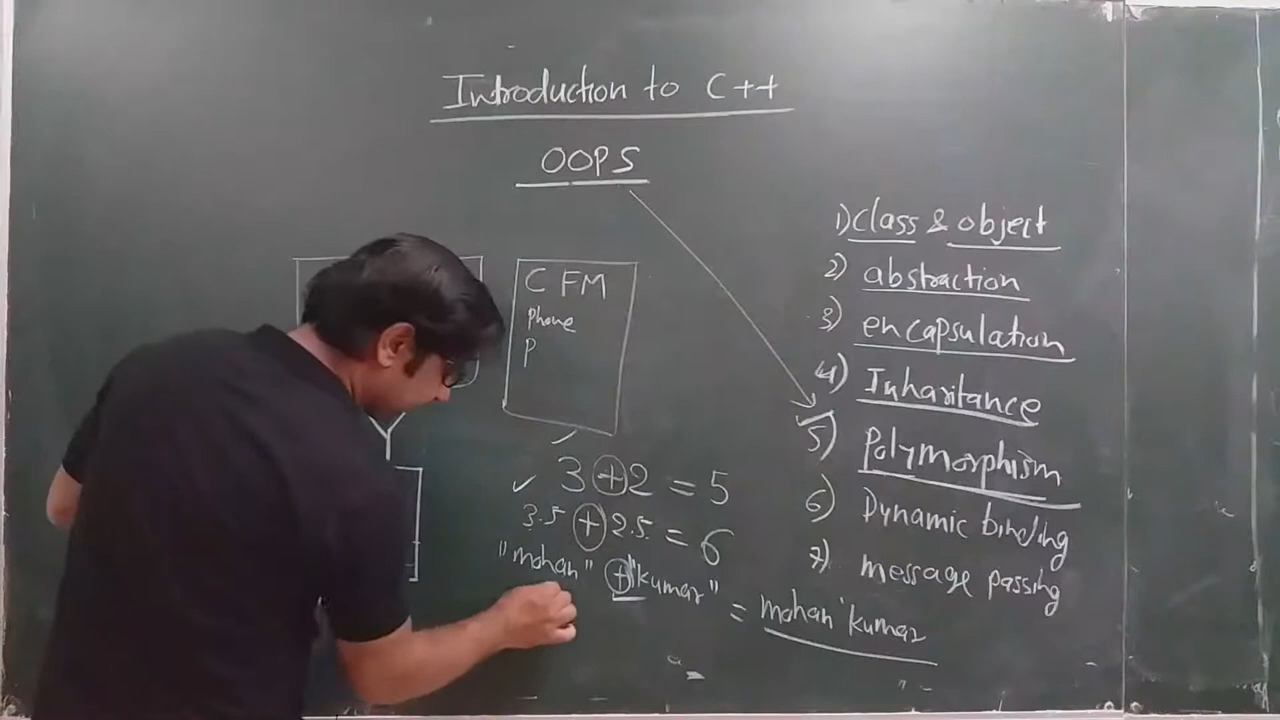 Introduction to C++
OOPS
C FM
Phone
P
3 + 2 = 5
3.5 + 2.5 = 6
"mohan" + "kumar" = mohan kumar
1) class & object
2) abstraction
3) encapsulation
4) Inharitance
5) Polymorphism
6) Dynamic binding
7) message passing